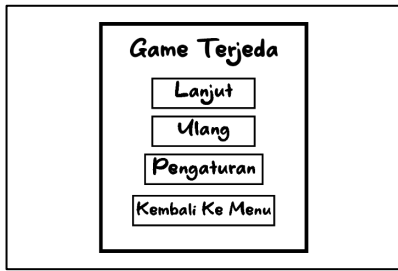 Game Terjeda
Lanjut
Ulang
Pengaturan
Kembali Ke Menu